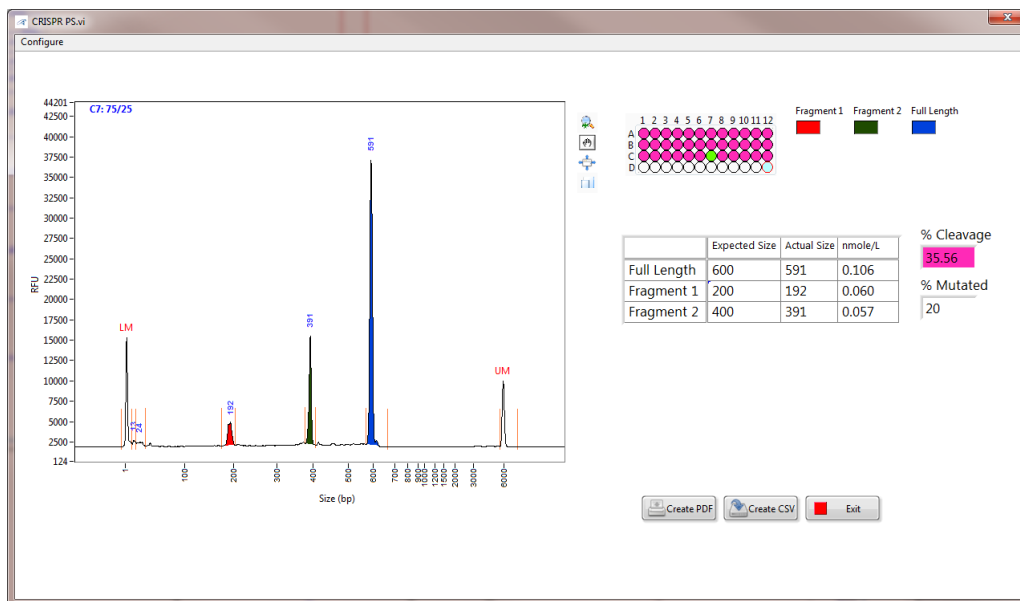 CRISPR PS.vi
x
Configure
C7: 75/25
44201
42500
40000
37500
35000
32500
30000
27500
25000
22500
20000
17500
15000
12500
10000
7500
5000
2500
124
RFU
LM
13
24
192
391
591
UM
1 100 200 300 400 500 600 700 800 900 1000 1200 1500 2000 3000 6000
Size (bp)
1 2 3 4 5 6 7 8 9 10 11 12
A
B
C
D
Fragment 1 Fragment 2 Full Length
Expected Size Actual Size nmole/L
Full Length 600 591 0.106
Fragment 1 200 192 0.060
Fragment 2 400 391 0.057
% Cleavage
35.56
% Mutated
20
Create PDF Create CSV Exit